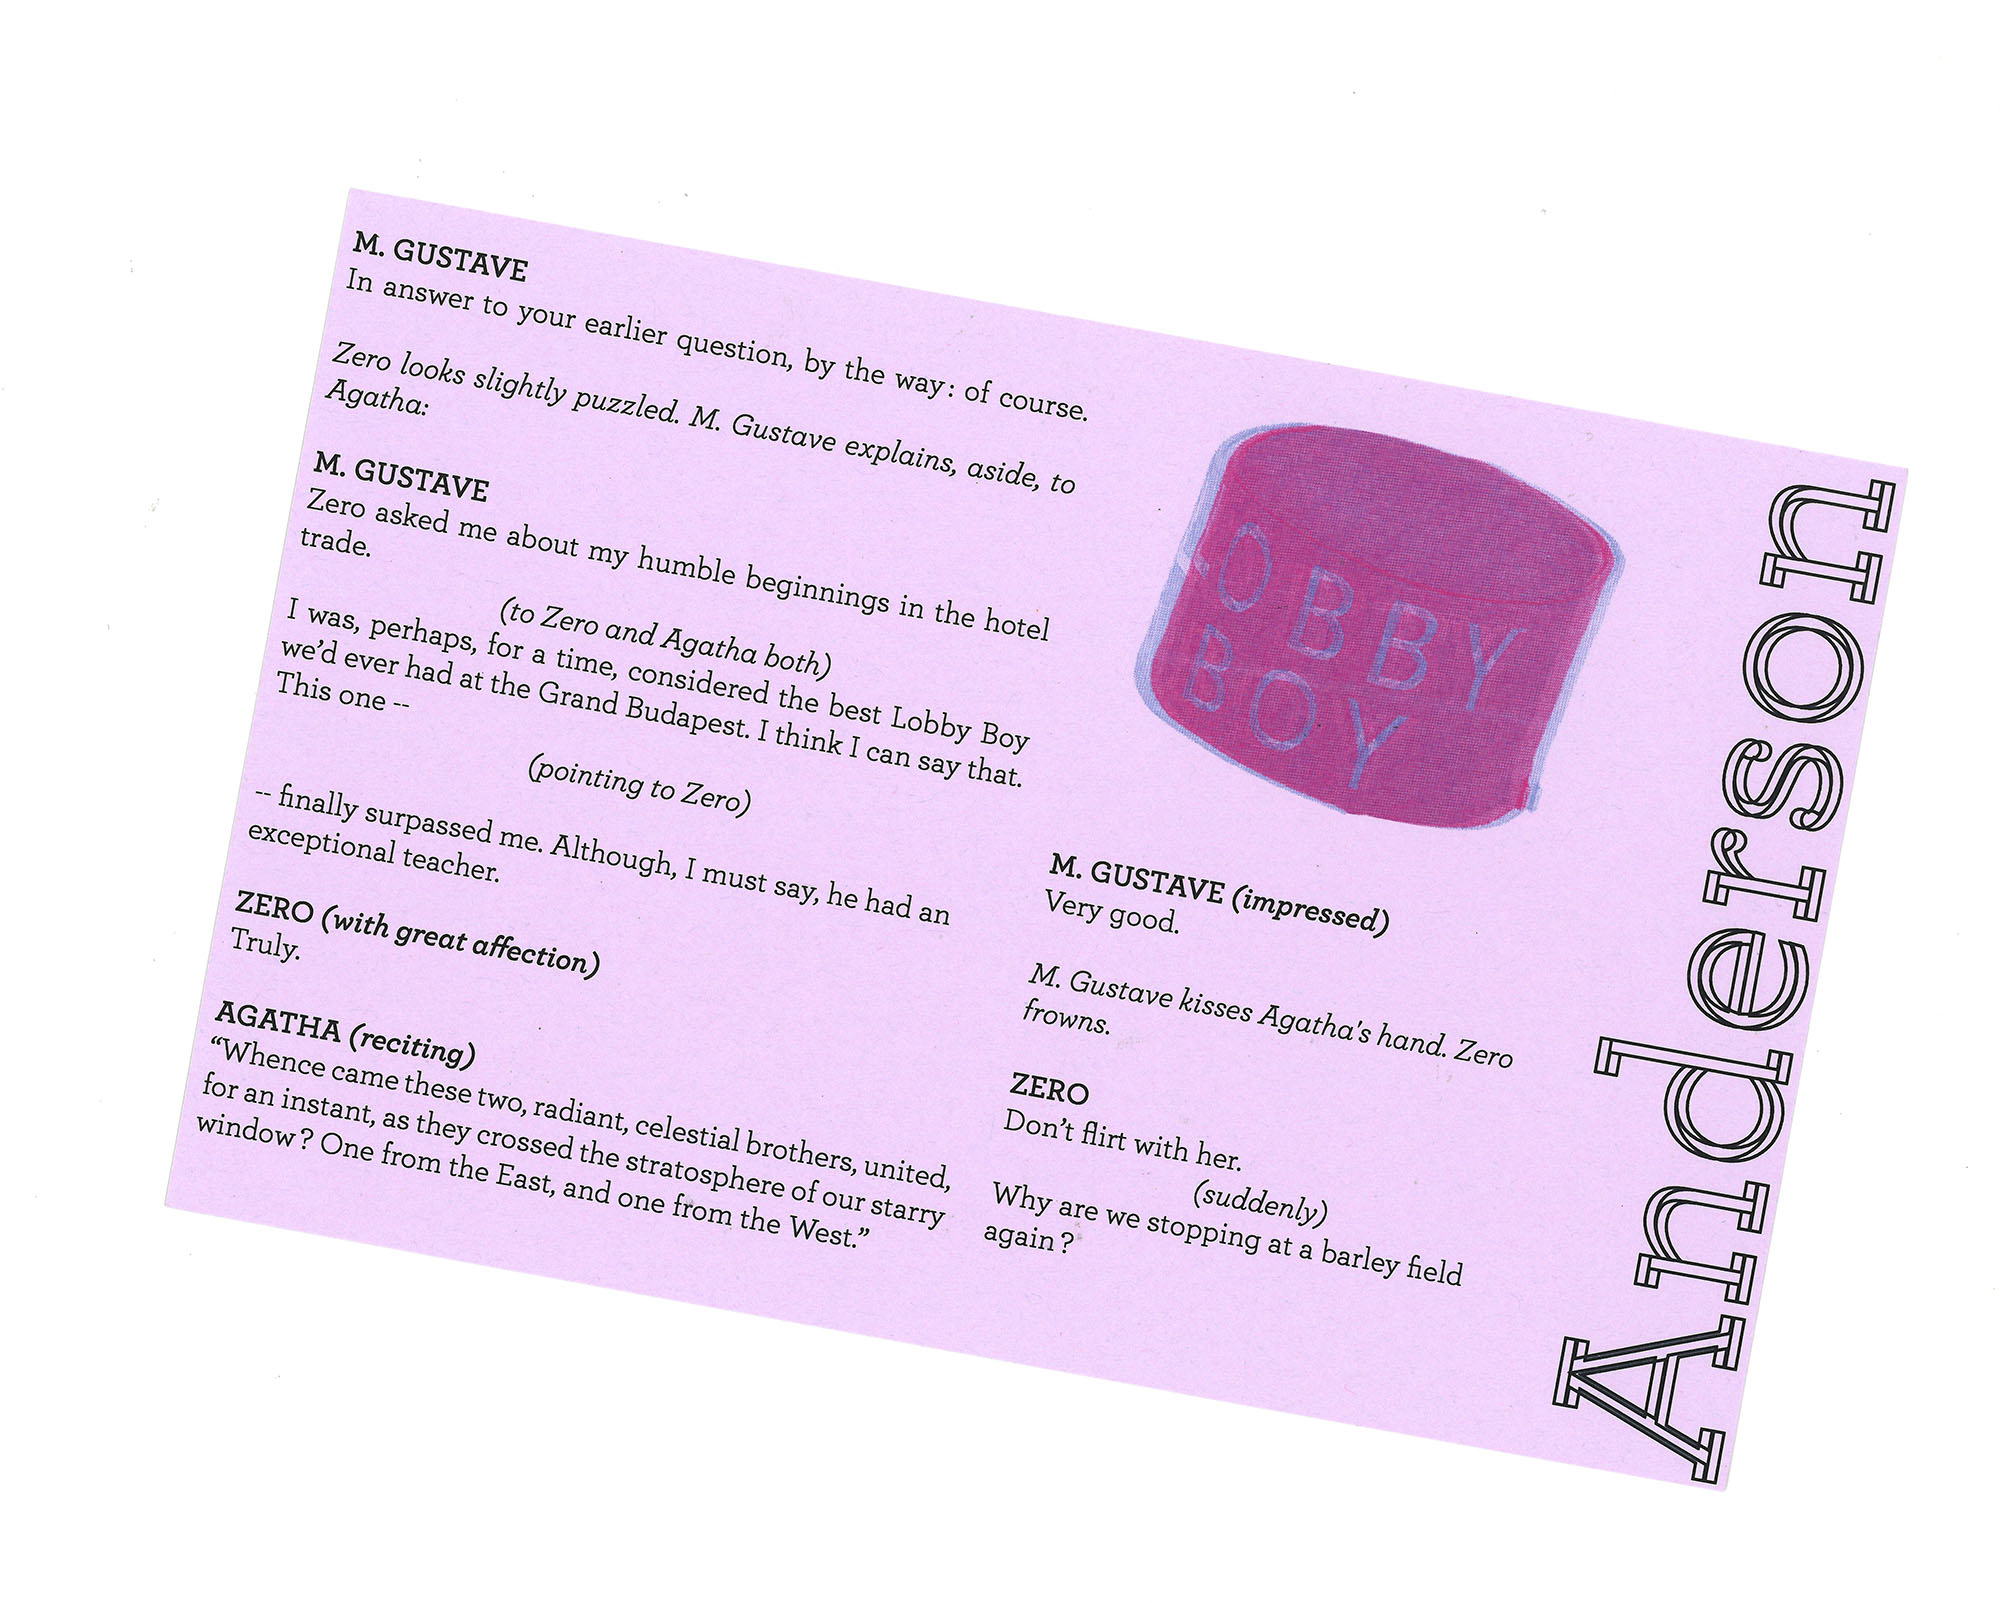 M. GUSTAVE
In answer to your earlier question, by the way: of course.
Zero looks slightly puzzled. M. Gustave explains, aside, to
Agatha:
M. GUSTAVE
Zero asked me about my humble beginnings in the hotel
trade.
(to Zero and Agatha both)
I was, perhaps, for a time, considered the best Lobby Boy
we’d ever had at the Grand Budapest. I think I can say that.
This one --
(pointing to Zero)
-- finally surpassed me. Although, I must say, he had an
exceptional teacher.
ZERO (with great affection)
Truly.
AGATHA (reciting)
“Whence came these two, radiant, celestial brothers, united,
for an instant, as they crossed the stratosphere of our starry
window? One from the East, and one from the West.”
LOBBY
BOY
M. GUSTAVE (impressed)
Very good.
M. Gustave kisses Agatha's hand. Zero
frowns.
ZERO
Don’t flirt with her.
(suddenly)
Why are we stopping at a barley field
again?
Anderson